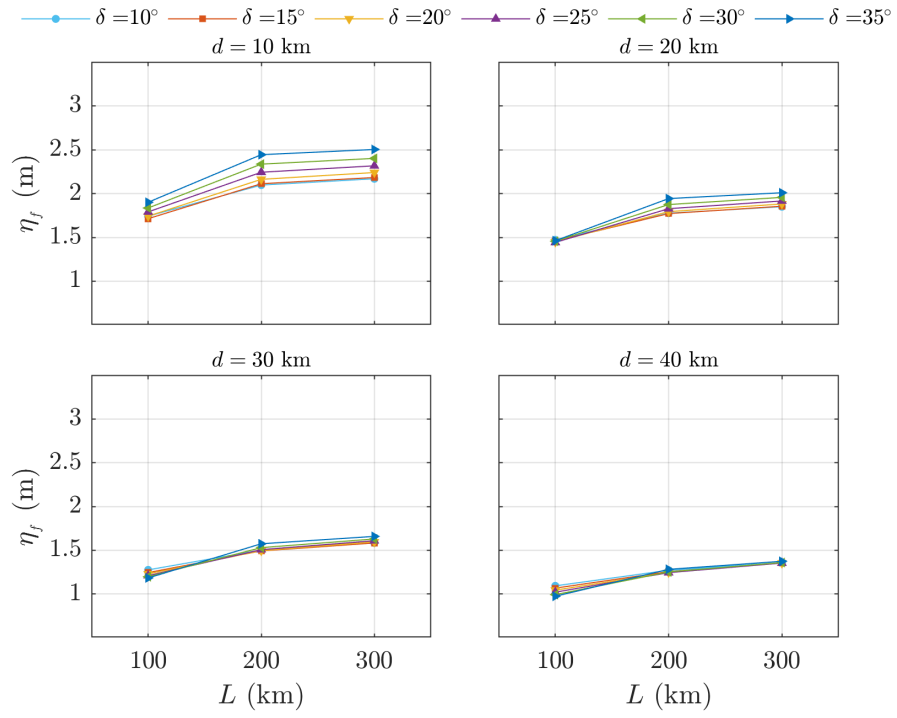 δ =10° δ =15° δ =20° δ =25° δ =30° δ =35°
d = 10 km
d = 20 km
3
2.5
2
1.5
1
η_f (m)
d = 30 km
d = 40 km
3
2.5
2
1.5
1
η_f (m)
100 200 300
100 200 300
L (km)
L (km)